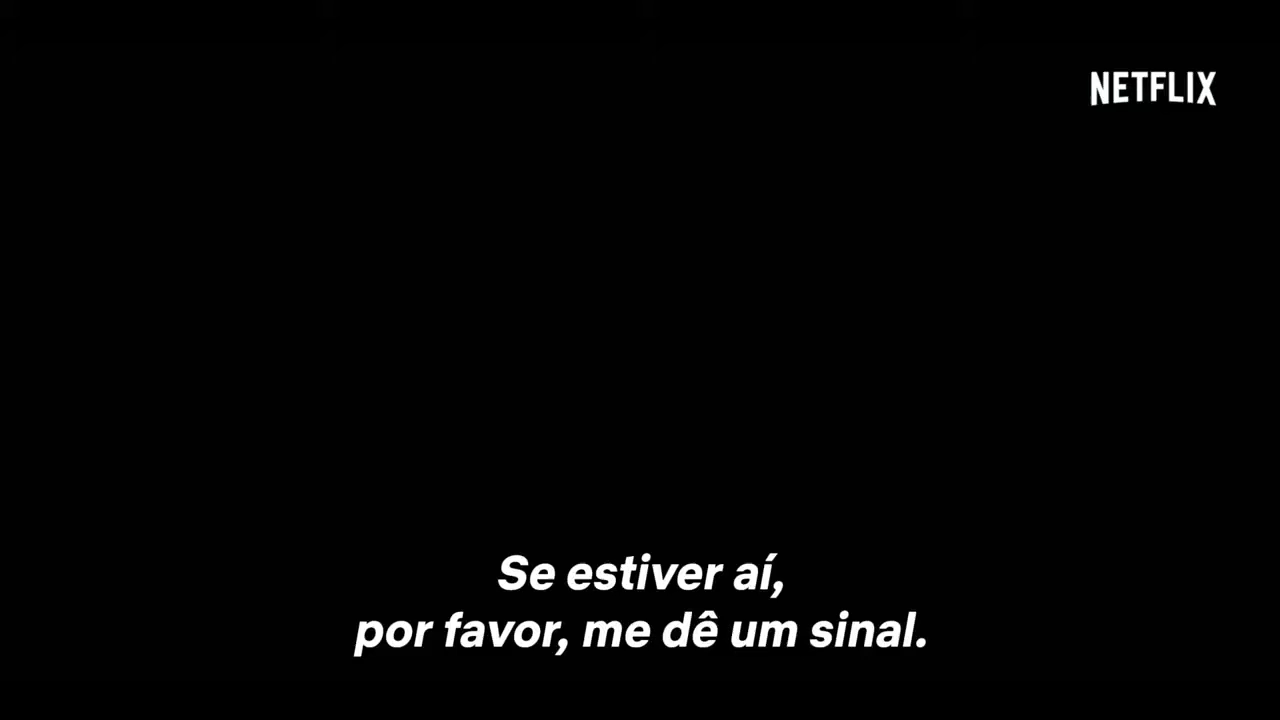 NETFLIX
Se estiver aí,
por favor, me dê um sinal.